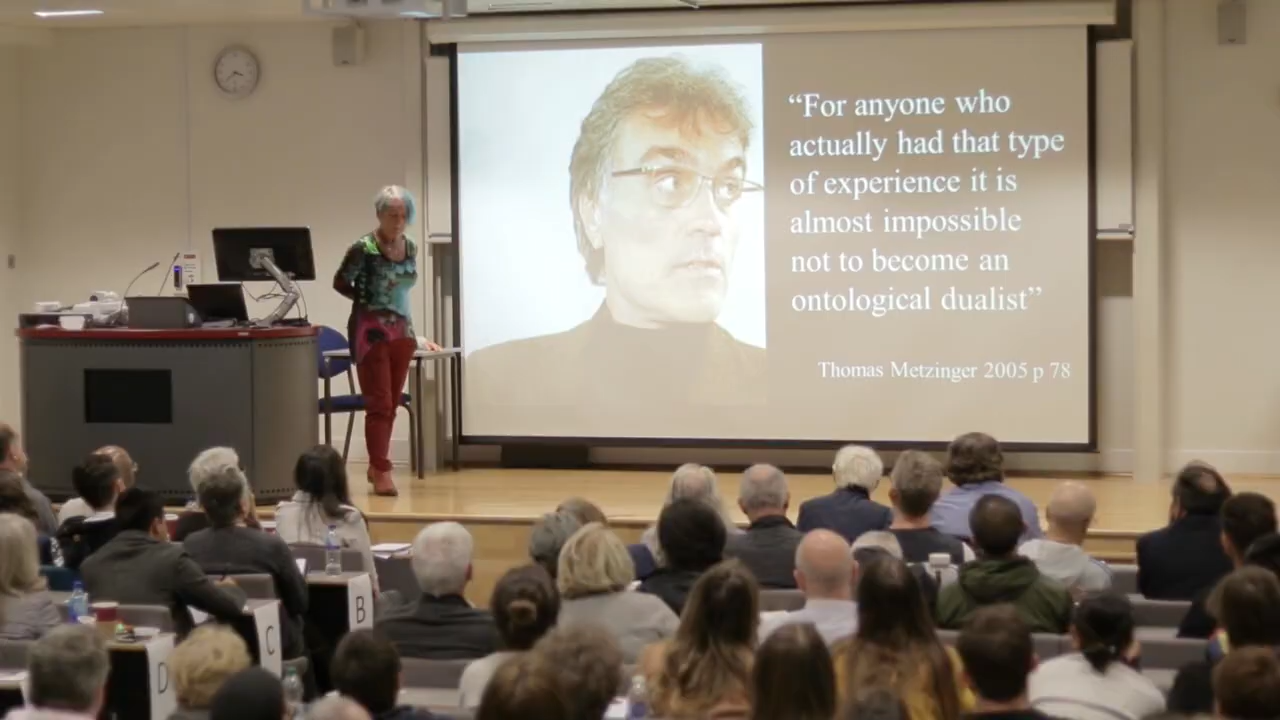 “For anyone who
actually had that type
of experience it is
almost impossible
not to become an
ontological dualist”
Thomas Metzinger 2005 p 78
B
C
D